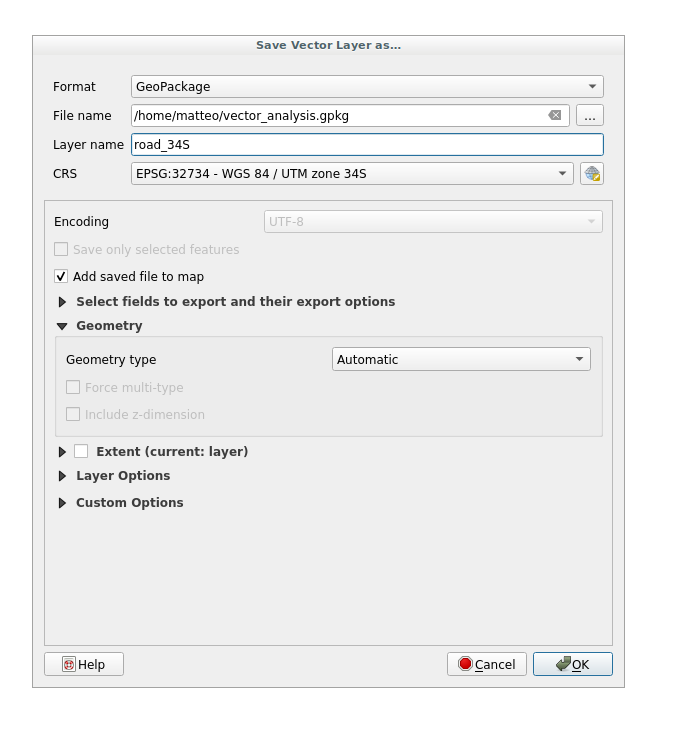 Save Vector Layer as...
Format GeoPackage
File name /home/matteo/vector_analysis.gpkg ...
Layer name road_34S
CRS EPSG:32734 - WGS 84 / UTM zone 34S
Encoding UTF-8
Save only selected features
Add saved file to map
Select fields to export and their export options
Geometry
Geometry type Automatic
Force multi-type
Include z-dimension
Extent (current: layer)
Layer Options
Custom Options
Help Cancel OK